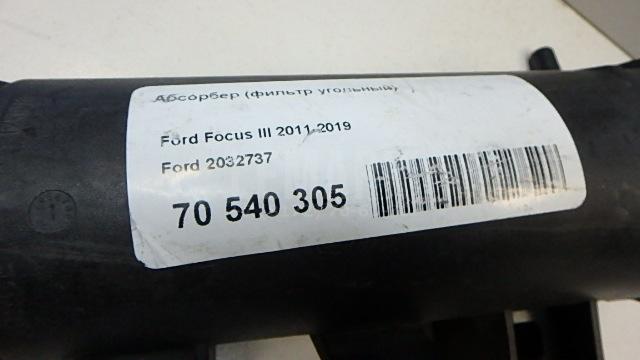 Абсорбер (фильтр угольный)
Ford Focus III 2011-2019
Ford 2032737
70 540 305